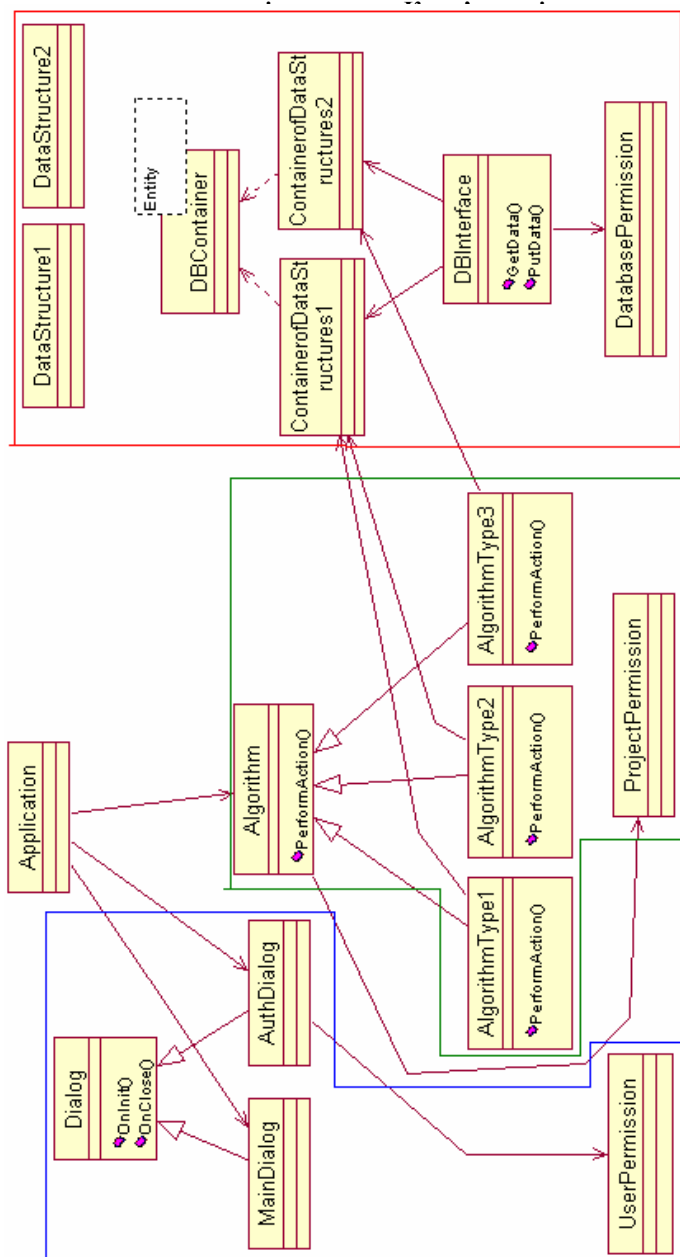 Dialog
OnInit()
OnClose()
MainDialog
AuthDialog
UserPermission
Application
Algorithm
PerformAction()
AlgorithmType1
PerformAction()
AlgorithmType2
PerformAction()
AlgorithmType3
PerformAction()
ProjectPermission
DataStructure1
DataStructure2
Entity
DBContainer
ContainerofDataSt
ructures1
ContainerofDataSt
ructures2
DBInterface
GetData()
PutData()
DatabasePermission